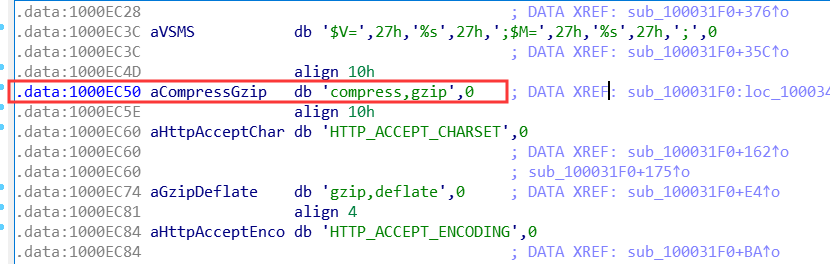 .data:1000EC28 ; DATA XREF: sub_100031F0+376↑o
.data:1000EC3C aVSMS db '$V=',27h,'%s',27h,';$M=',27h,'%s',27h,';',0
.data:1000EC3C ; DATA XREF: sub_100031F0+35C↑o
.data:1000EC4D align 10h
.data:1000EC50 aCompressGzip db 'compress,gzip',0 ; DATA XREF: sub_100031F0:loc_100034
.data:1000EC5E align 10h
.data:1000EC60 aHttpAcceptChar db 'HTTP_ACCEPT_CHARSET',0
.data:1000EC60 ; DATA XREF: sub_100031F0+162↑o
.data:1000EC60 ; sub_100031F0+175↑o
.data:1000EC74 aGzipDeflate db 'gzip,deflate',0 ; DATA XREF: sub_100031F0+E4↑o
.data:1000EC81 align 4
.data:1000EC84 aHttpAcceptEnco db 'HTTP_ACCEPT_ENCODING',0
.data:1000EC84 ; DATA XREF: sub_100031F0+BA↑o